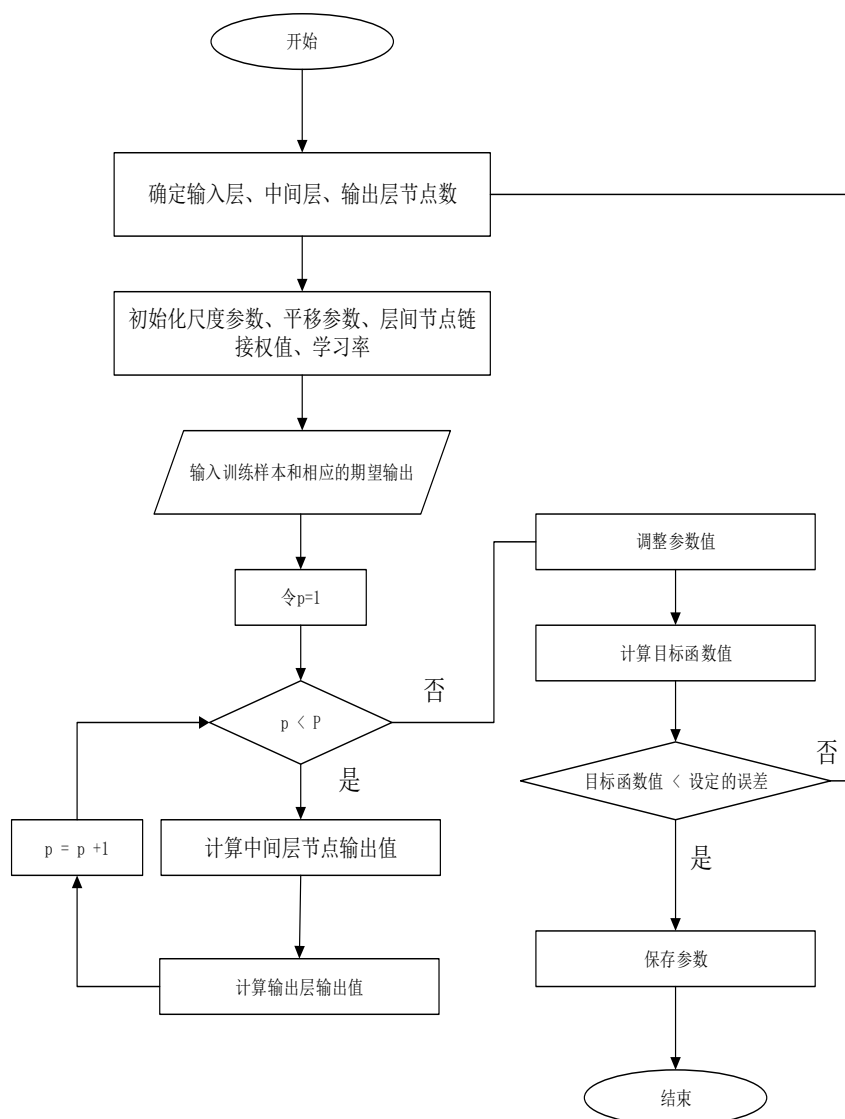 开始
确定输入层、中间层、输出层节点数
初始化尺度参数、平移参数、层间节点链
接权值、学习率
输入训练样本和相应的期望输出
令p=1
p < P
否
是
计算中间层节点输出值
p = p +1
计算输出层输出值
调整参数值
计算目标函数值
目标函数值 < 设定的误差
否
是
保存参数
结束